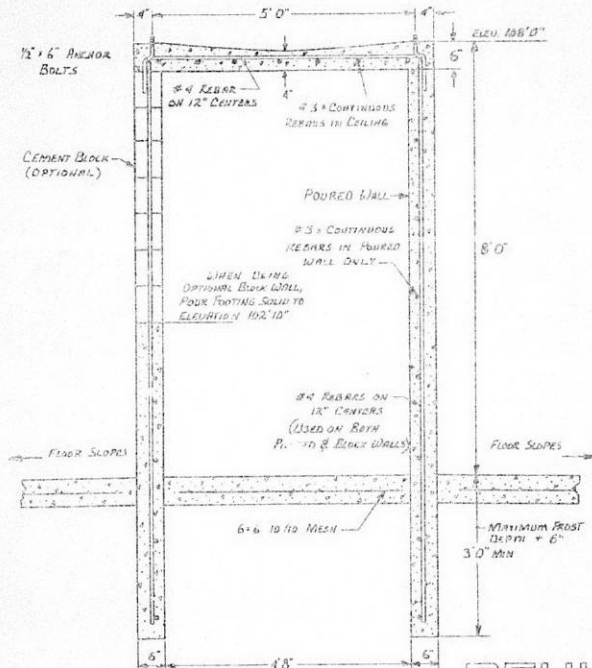 4" 5'0" 4"
ELEV. 108'0"
½" x 6" ANCHOR
BOLTS
6"
4"
#4 REBAR
ON 12" CENTERS
#3 CONTINUOUS
REBARS IN CEILING
CEMENT BLOCK
(OPTIONAL)
POURED WALL
#3 CONTINUOUS
REBARS IN POURED
WALL ONLY
8'0"
WHEN USING
OPTIONAL BLOCK WALL,
POUR FOOTING SOLID TO
ELEVATION 102'10"
#4 REBARS ON
12" CENTERS
(USED ON BOTH
& BLOCK WALLS)
FLOOR SLOPES
FLOOR SLOPES
6x6 10/10 MESH
MAXIMUM FROST
DEPTH + 6"
3'0" MIN
6" 4'8" 6"